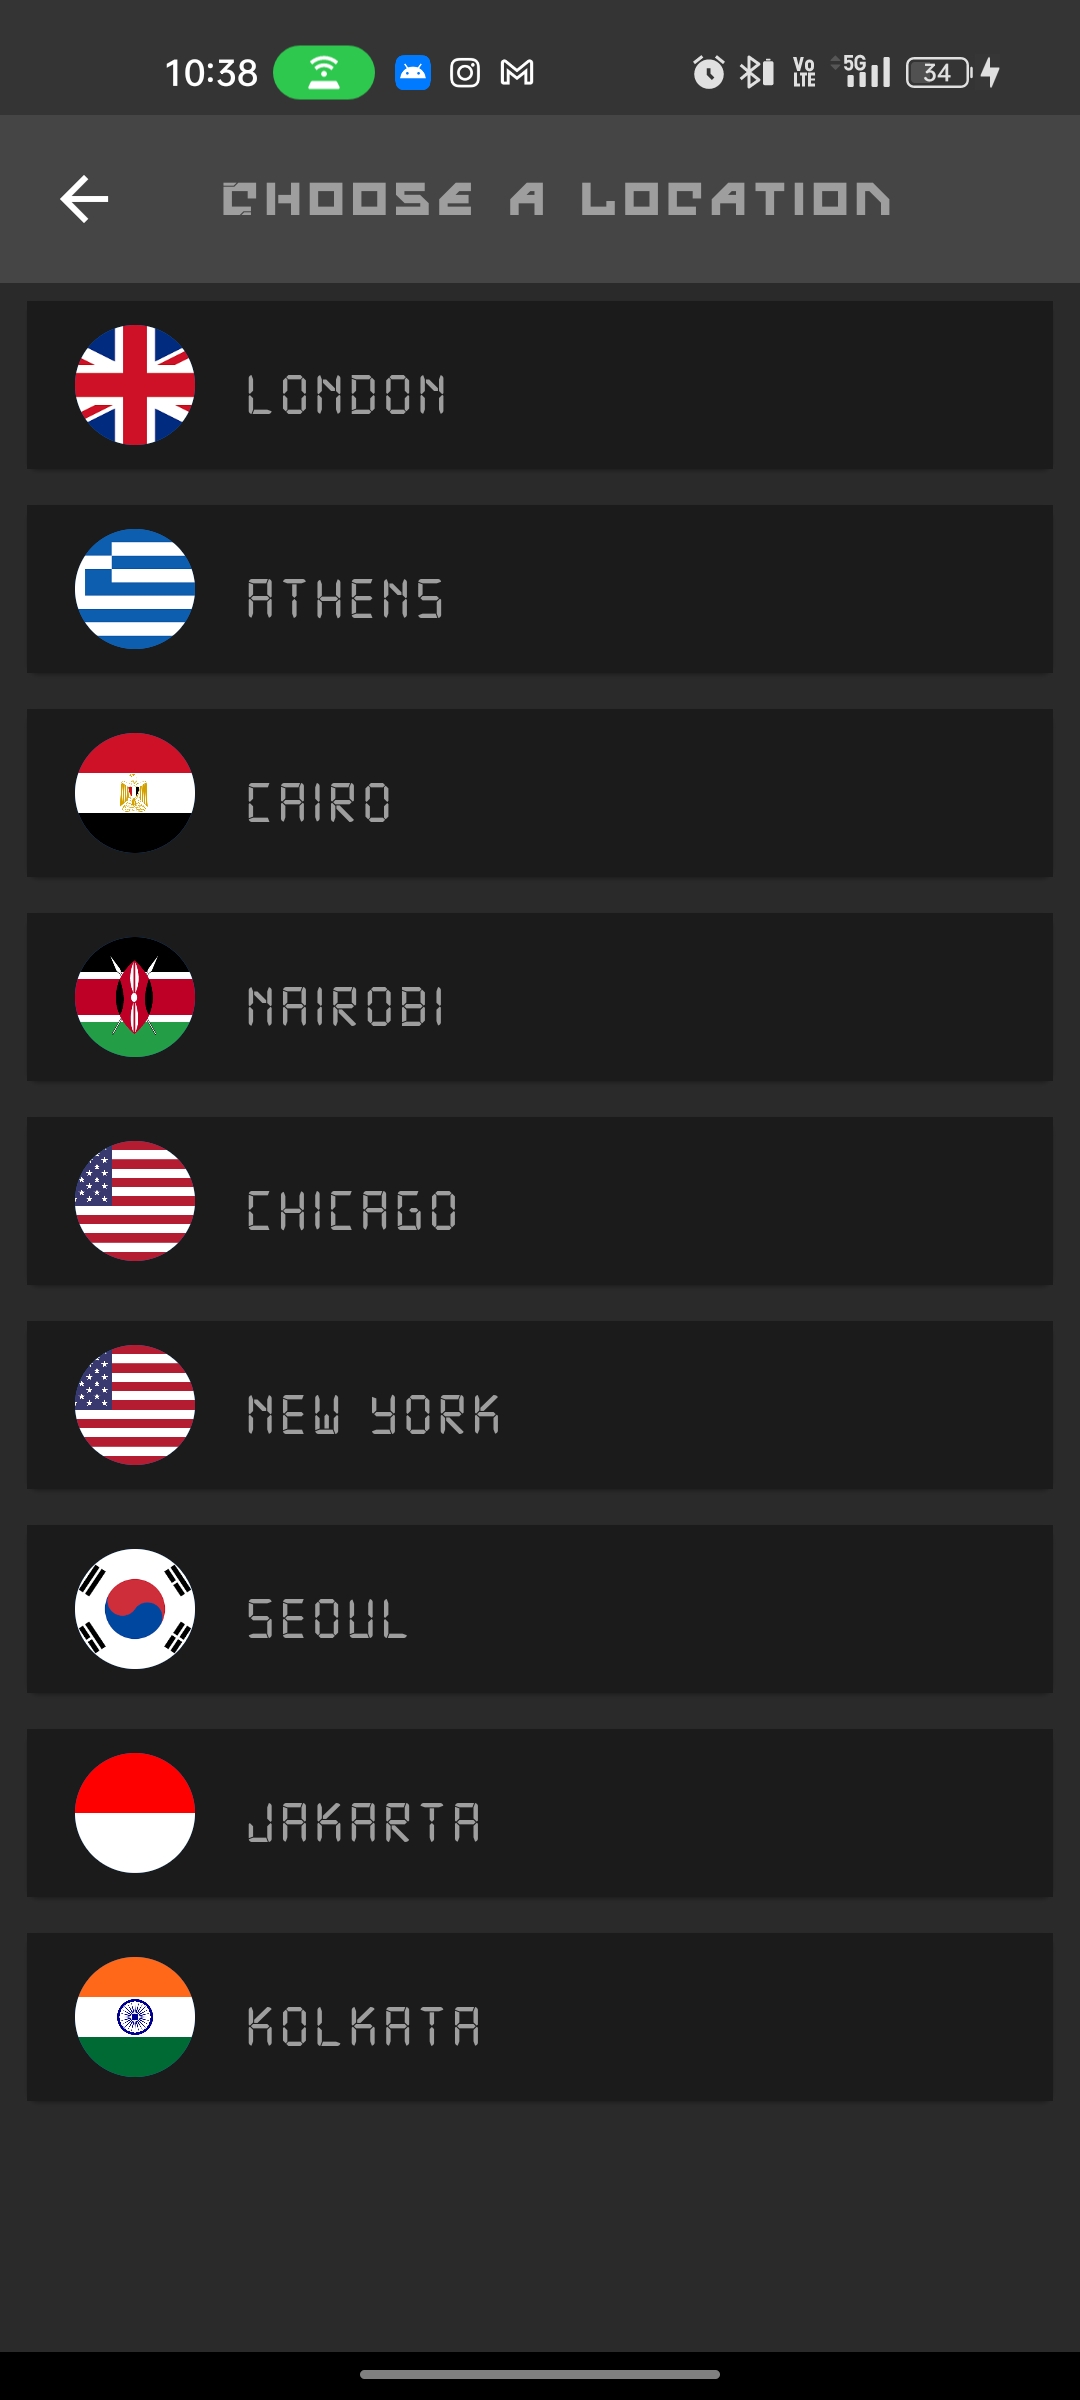 10:38
Vo LTE
5G
34
CHOOSE A LOCATION
LONDON
ATHENS
CAIRO
NAIROBI
CHICAGO
NEW YORK
SEOUL
JAKARTA
KOLKATA